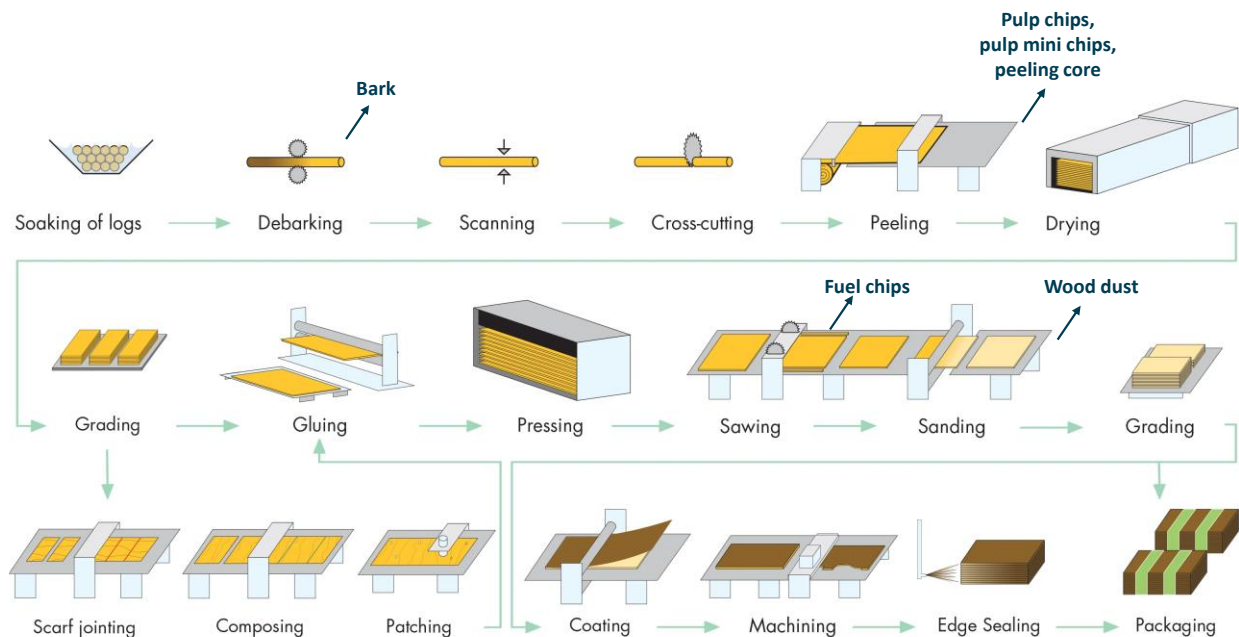 Pulp chips,
pulp mini chips,
peeling core
Bark
Soaking of logs
Debarking
Scanning
Cross-cutting
Peeling
Drying
Fuel chips
Wood dust
Grading
Gluing
Pressing
Sawing
Sanding
Grading
Scarf jointing
Composing
Patching
Coating
Machining
Edge Sealing
Packaging